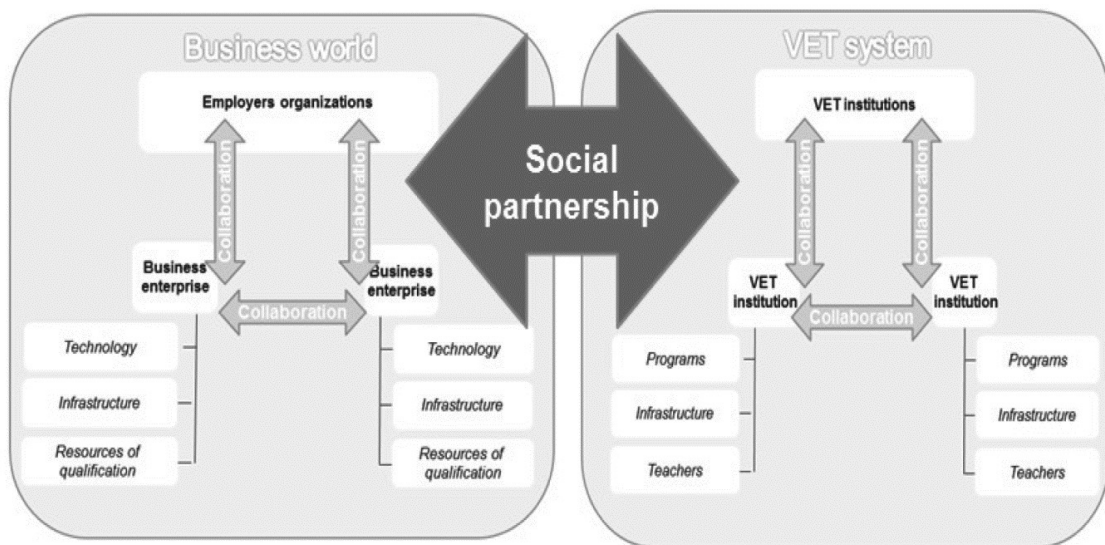 Business world
Employers organizations
Collaboration
Collaboration
Business
enterprise
Business
enterprise
Collaboration
Technology
Infrastructure
Resources of
qualification
Technology
Infrastructure
Resources of
qualification
Social
partnership
VET system
VET institutions
Collaboration
Collaboration
VET
institution
VET
institution
Collaboration
Programs
Infrastructure
Teachers
Programs
Infrastructure
Teachers